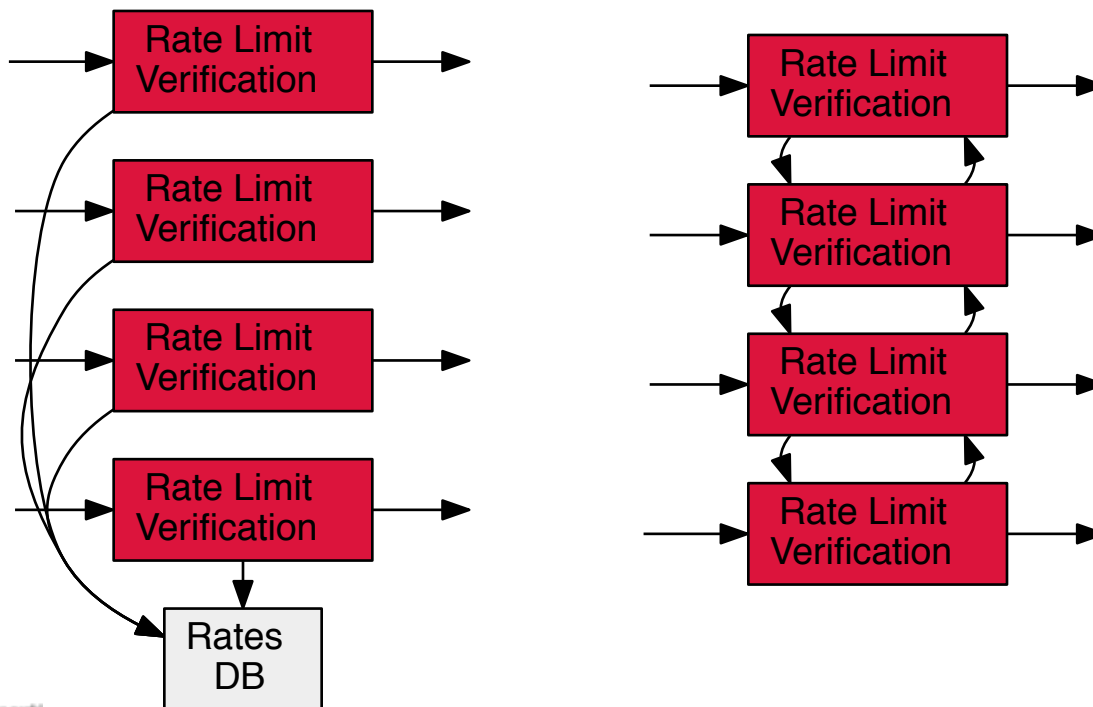 Rate Limit
Verification
Rate Limit
Verification
Rate Limit
Verification
Rate Limit
Verification
Rates
DB
Rate Limit
Verification
Rate Limit
Verification
Rate Limit
Verification
Rate Limit
Verification